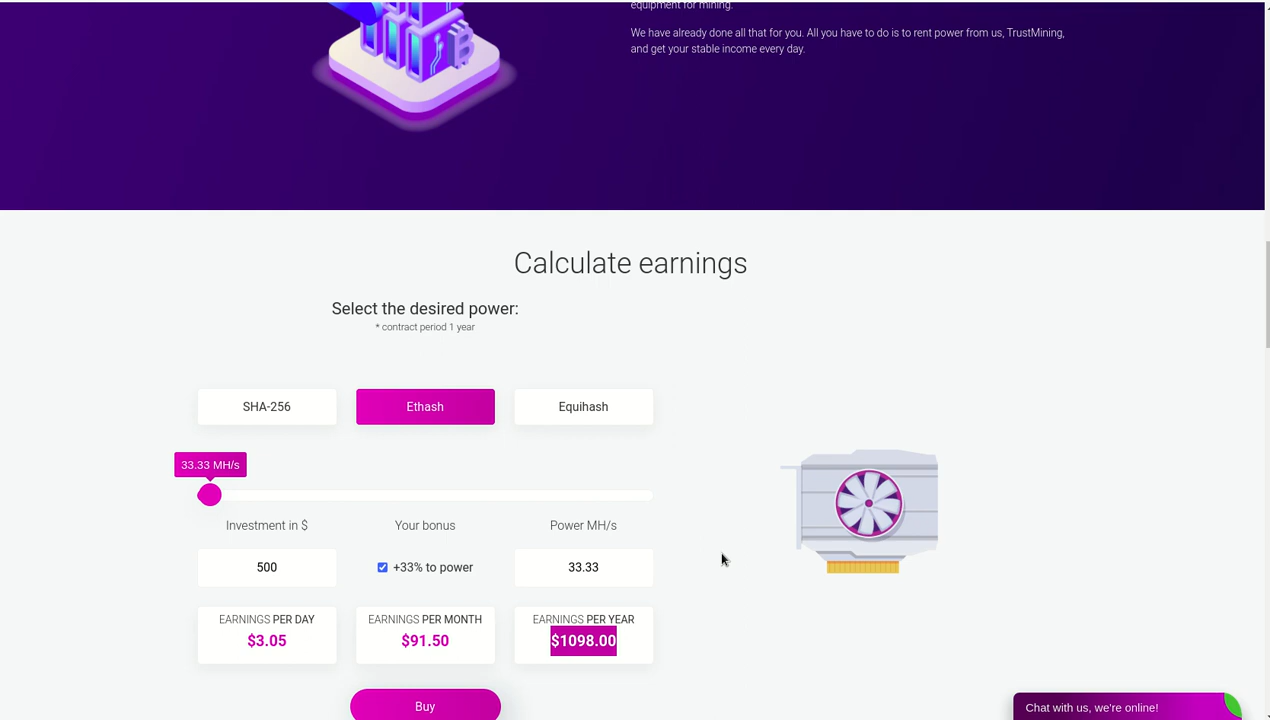 equipment for mining.
We have already done all that for you. All you have to do is to rent power from us, TrustMining,
and get your stable income every day.
Calculate earnings
Select the desired power:
* contract period 1 year
SHA-256
Ethash
Equihash
33.33 MH/s
Investment in $
Your bonus
Power MH/s
500
+33% to power
33.33
EARNINGS PER DAY
$3.05
EARNINGS PER MONTH
$91.50
EARNINGS PER YEAR
$1098.00
Buy
Chat with us, we're online!